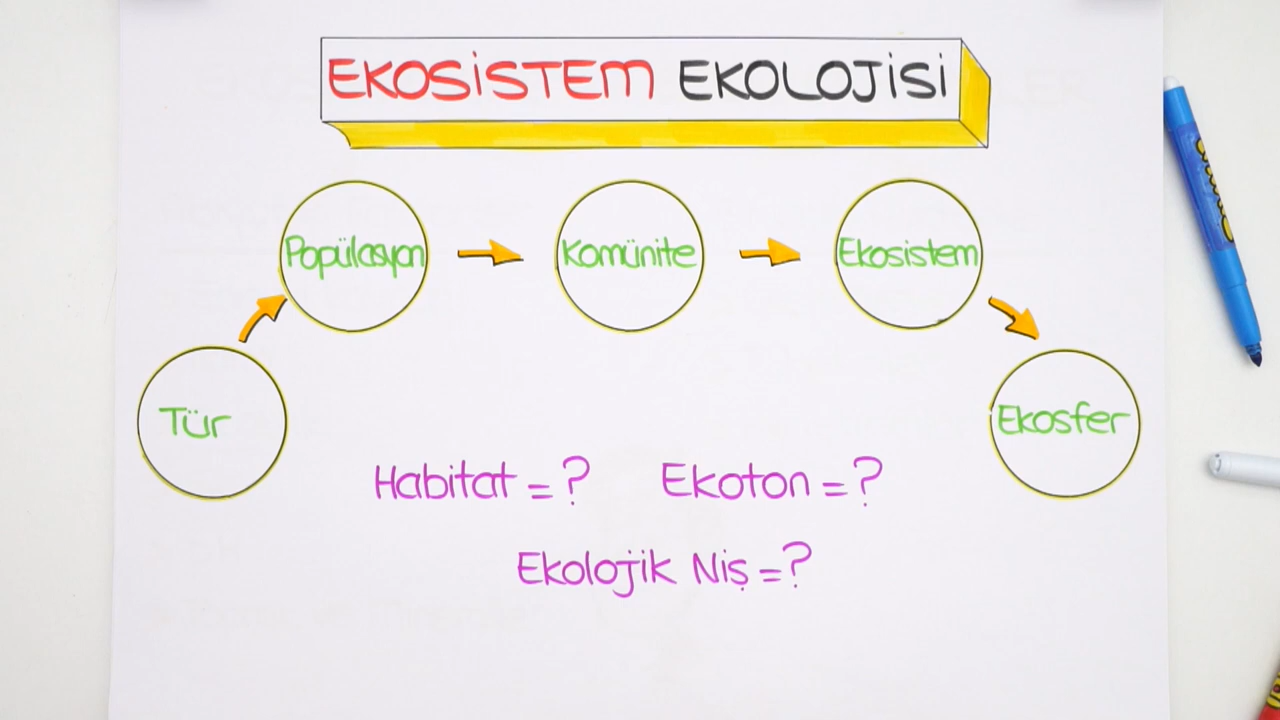 EKOSİSTEM EKOLOJİSİ
Popülasyon
Komünite
Ekosistem
Tür
Ekosfer
Habitat = ?
Ekoton = ?
Ekolojik Niş = ?